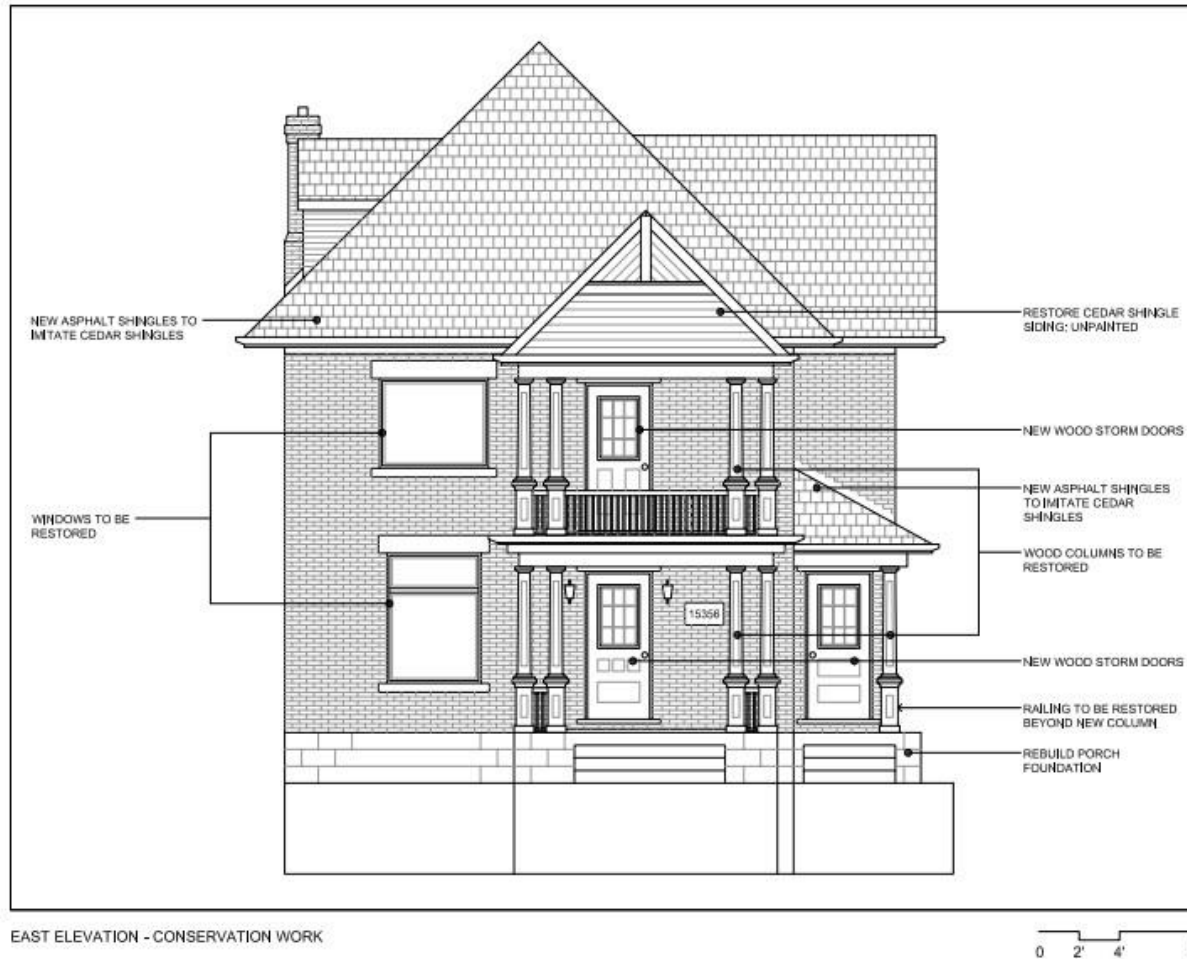 NEW ASPHALT SHINGLES TO
IMITATE CEDAR SHINGLES
WINDOWS TO BE
RESTORED
15356
RESTORE CEDAR SHINGLE
SIDING; UNPAINTED
NEW WOOD STORM DOORS
NEW ASPHALT SHINGLES
TO IMITATE CEDAR
SHINGLES
WOOD COLUMNS TO BE
RESTORED
NEW WOOD STORM DOORS
RAILING TO BE RESTORED
BEYOND NEW COLUMN
REBUILD PORCH
FOUNDATION
EAST ELEVATION - CONSERVATION WORK
0 2' 4'